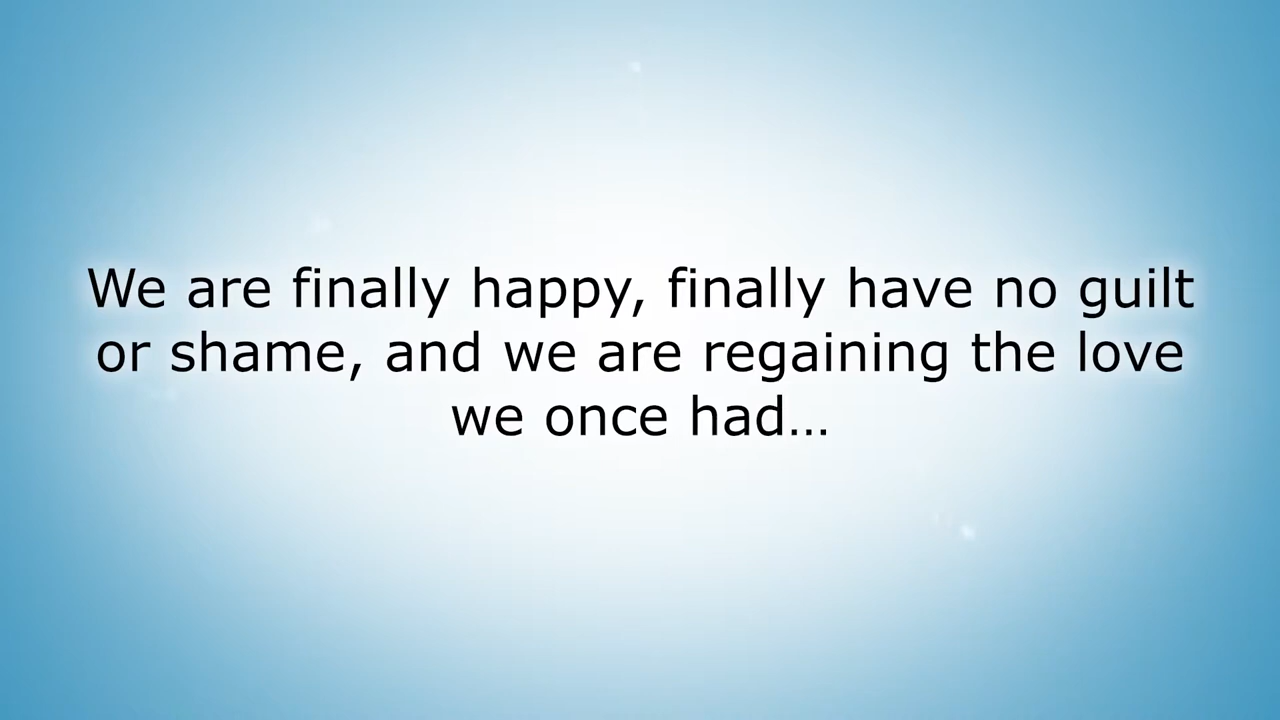 We are finally happy, finally have no guilt
or shame, and we are regaining the love
we once had…